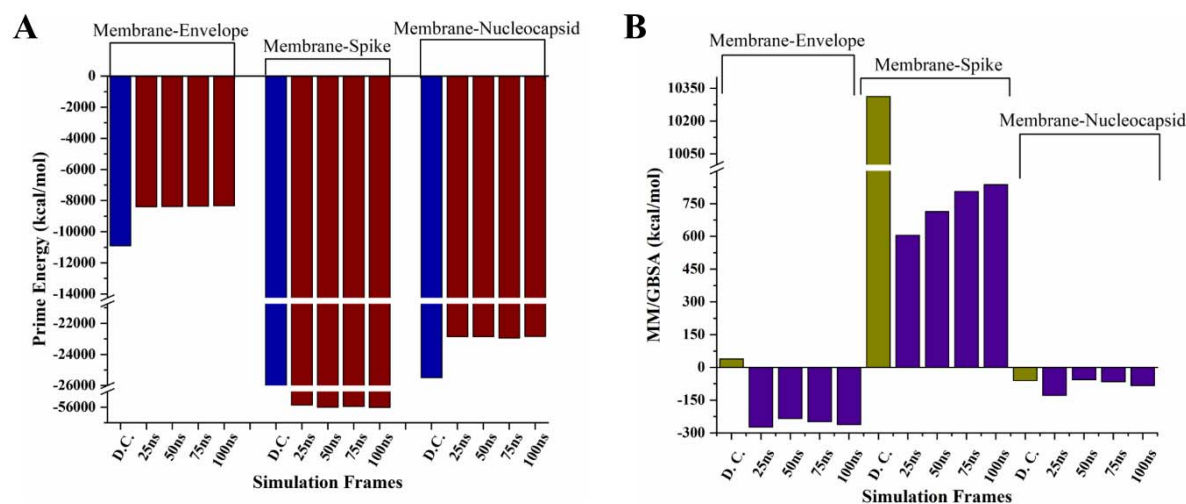 A
Membrane-Envelope
Membrane-Spike
Membrane-Nucleocapsid
Prime Energy (kcal/mol)
0
-2000
-4000
-6000
-8000
-10000
-12000
-14000
-22000
-24000
-26000
-56000
D.C. 25ns 50ns 75ns 100ns D.C. 25ns 50ns 75ns 100ns D.C. 25ns 50ns 75ns 100ns
Simulation Frames
B
Membrane-Envelope
Membrane-Spike
Membrane-Nucleocapsid
MM/GBSA (kcal/mol)
10350
10200
10050
750
600
450
300
150
0
-150
-300
D. C. 25ns 50ns 75ns 100ns D. C. 25ns 50ns 75ns 100ns D. C. 25ns 50ns 75ns 100ns
Simulation Frames